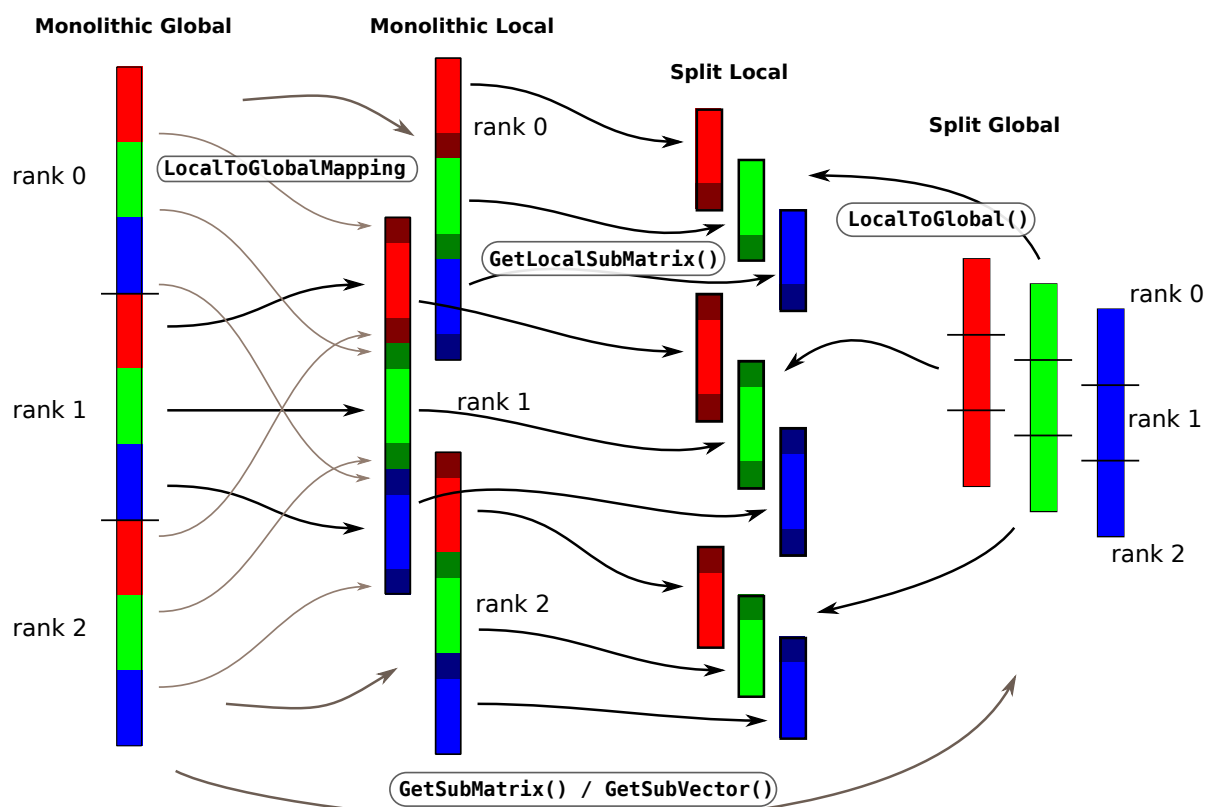 Monolithic Global
Monolithic Local
Split Local
Split Global
rank 0
rank 0
LocalToGlobalMapping
LocalToGlobal()
GetLocalSubMatrix()
rank 0
rank 1
rank 1
rank 1
rank 2
rank 2
rank 2
GetSubMatrix() / GetSubVector()